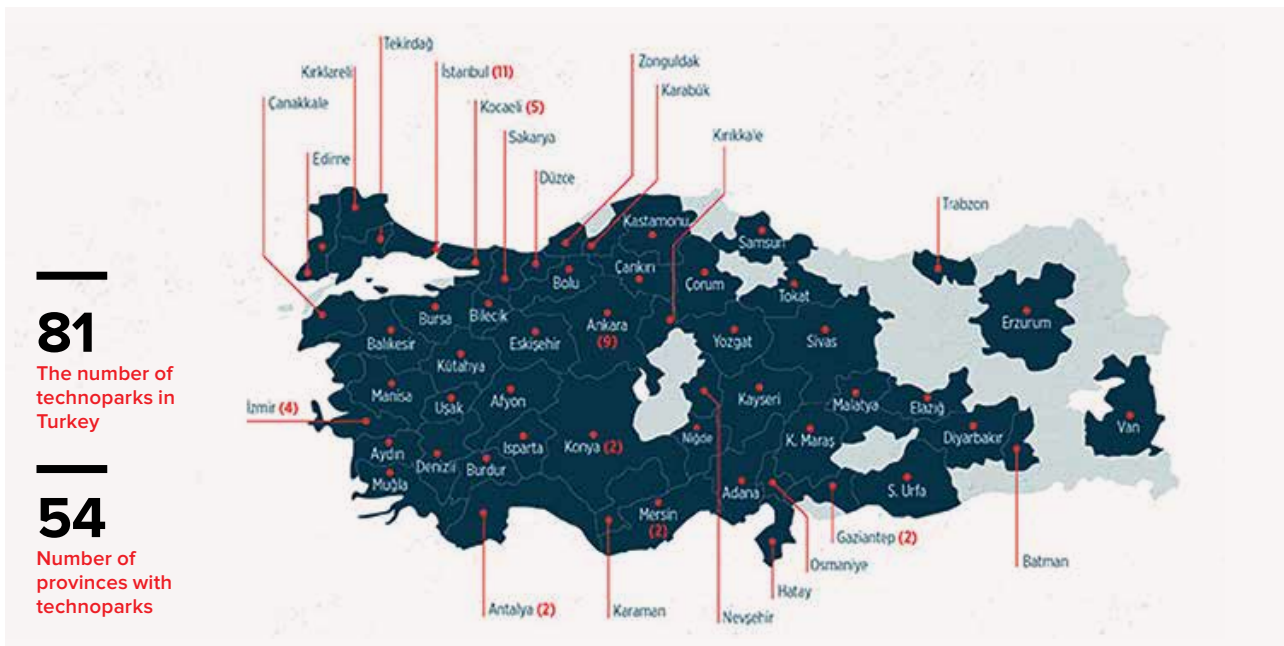 81
The number of
technoparks in
Turkey
54
Number of
provinces with
technoparks
Tekirdağ
Kırklareli
İstanbul (11)
Çanakkale
Kocaeli (5)
Edirne
Sakarya
Düzce
Zonguldak
Karabük
Kırıkkale
Trabzon
Kastamonu
Samsun
Bolu
Çankırı
Çorum
Tokat
Bursa
Bilecik
Ankara
(9)
Erzurum
Balıkesir
Eskişehir
Yozgat
Sivas
Kütahya
Manisa
Uşak
Afyon
Kayseri
Malatya
Elazığ
İzmir (4)
Van
Aydın
Denizli
Burdur
Isparta
Konya (2)
Niğde
K. Maraş
Diyarbakır
Muğla
Mersin
(2)
Adana
Ş. Urfa
Gaziantep (2)
Osmaniye
Batman
Hatay
Antalya (2)
Karaman
Nevşehir